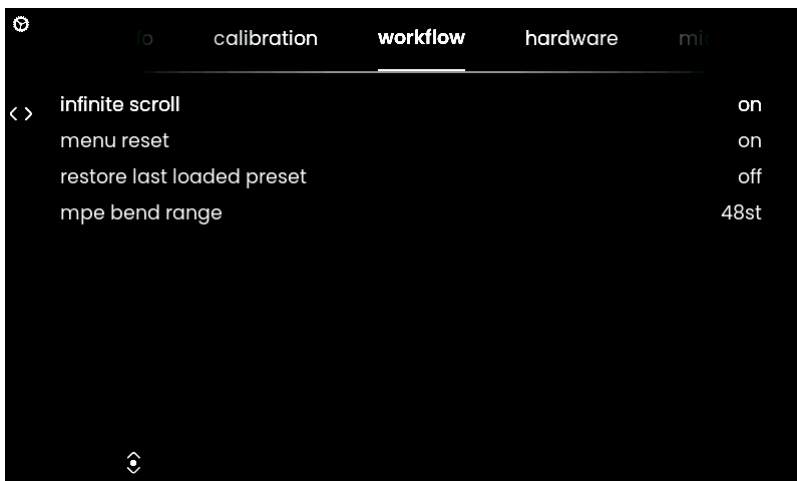 calibration workflow hardware
infinite scroll on
menu reset on
restore last loaded preset off
mpe bend range 48st